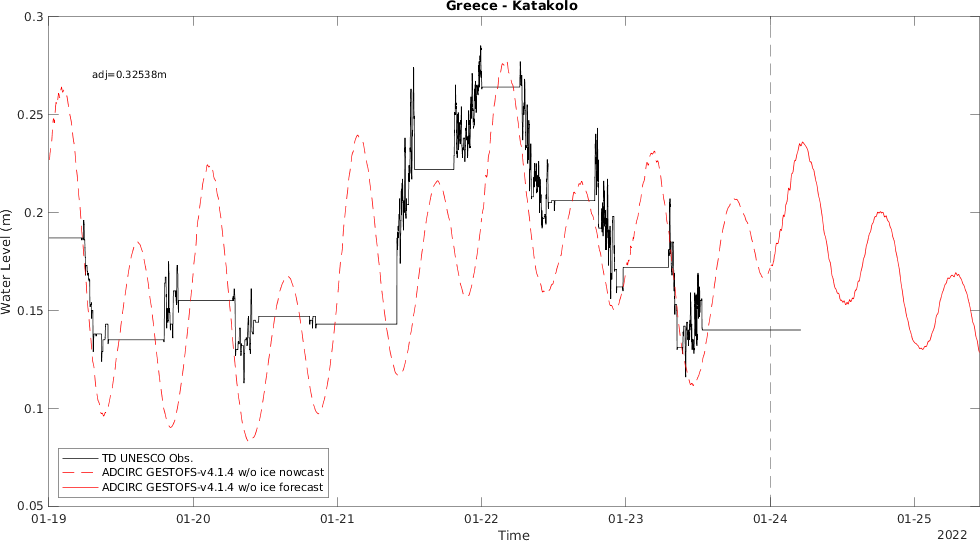 Greece - Katakolo
0.3
0.25
0.2
0.15
0.1
0.05
Water Level (m)
adj=0.32538m
TD UNESCO Obs.
ADCIRC GESTOFS-v4.1.4 w/o ice nowcast
ADCIRC GESTOFS-v4.1.4 w/o ice forecast
01-19 01-20 01-21 01-22 01-23 01-24 01-25
Time
2022